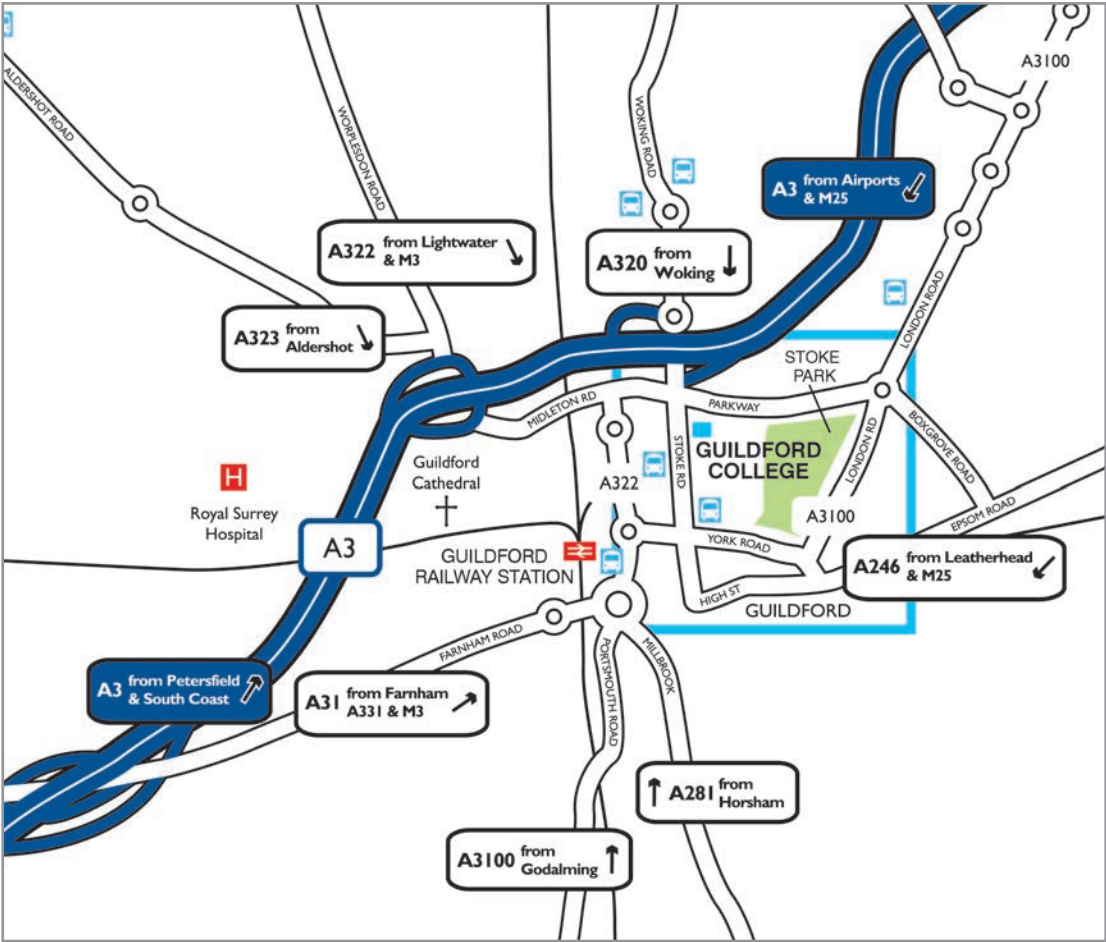 A3100
ALDERSHOT ROAD
WORPLESDON ROAD
WOKING ROAD
A3 from Airports
& M25
A322 from Lightwater
& M3
A320 from
Woking
A323 from
Aldershot
LONDON ROAD
STOKE
PARK
MIDLETON RD
PARKWAY
BOXGROVE ROAD
STOKE RD
GUILDFORD
COLLEGE
LONDON RD
Guildford
Cathedral
H
Royal Surrey
Hospital
A322
A3100
EPSOM ROAD
A3
YORK ROAD
GUILDFORD
RAILWAY STATION
A246 from Leatherhead
& M25
HIGH ST
GUILDFORD
FARNHAM ROAD
PORTSMOUTH ROAD
MILLBROOK
A3 from Petersfield
& South Coast
A31 from Farnham
A331 & M3
A281 from
Horsham
A3100 from
Godalming